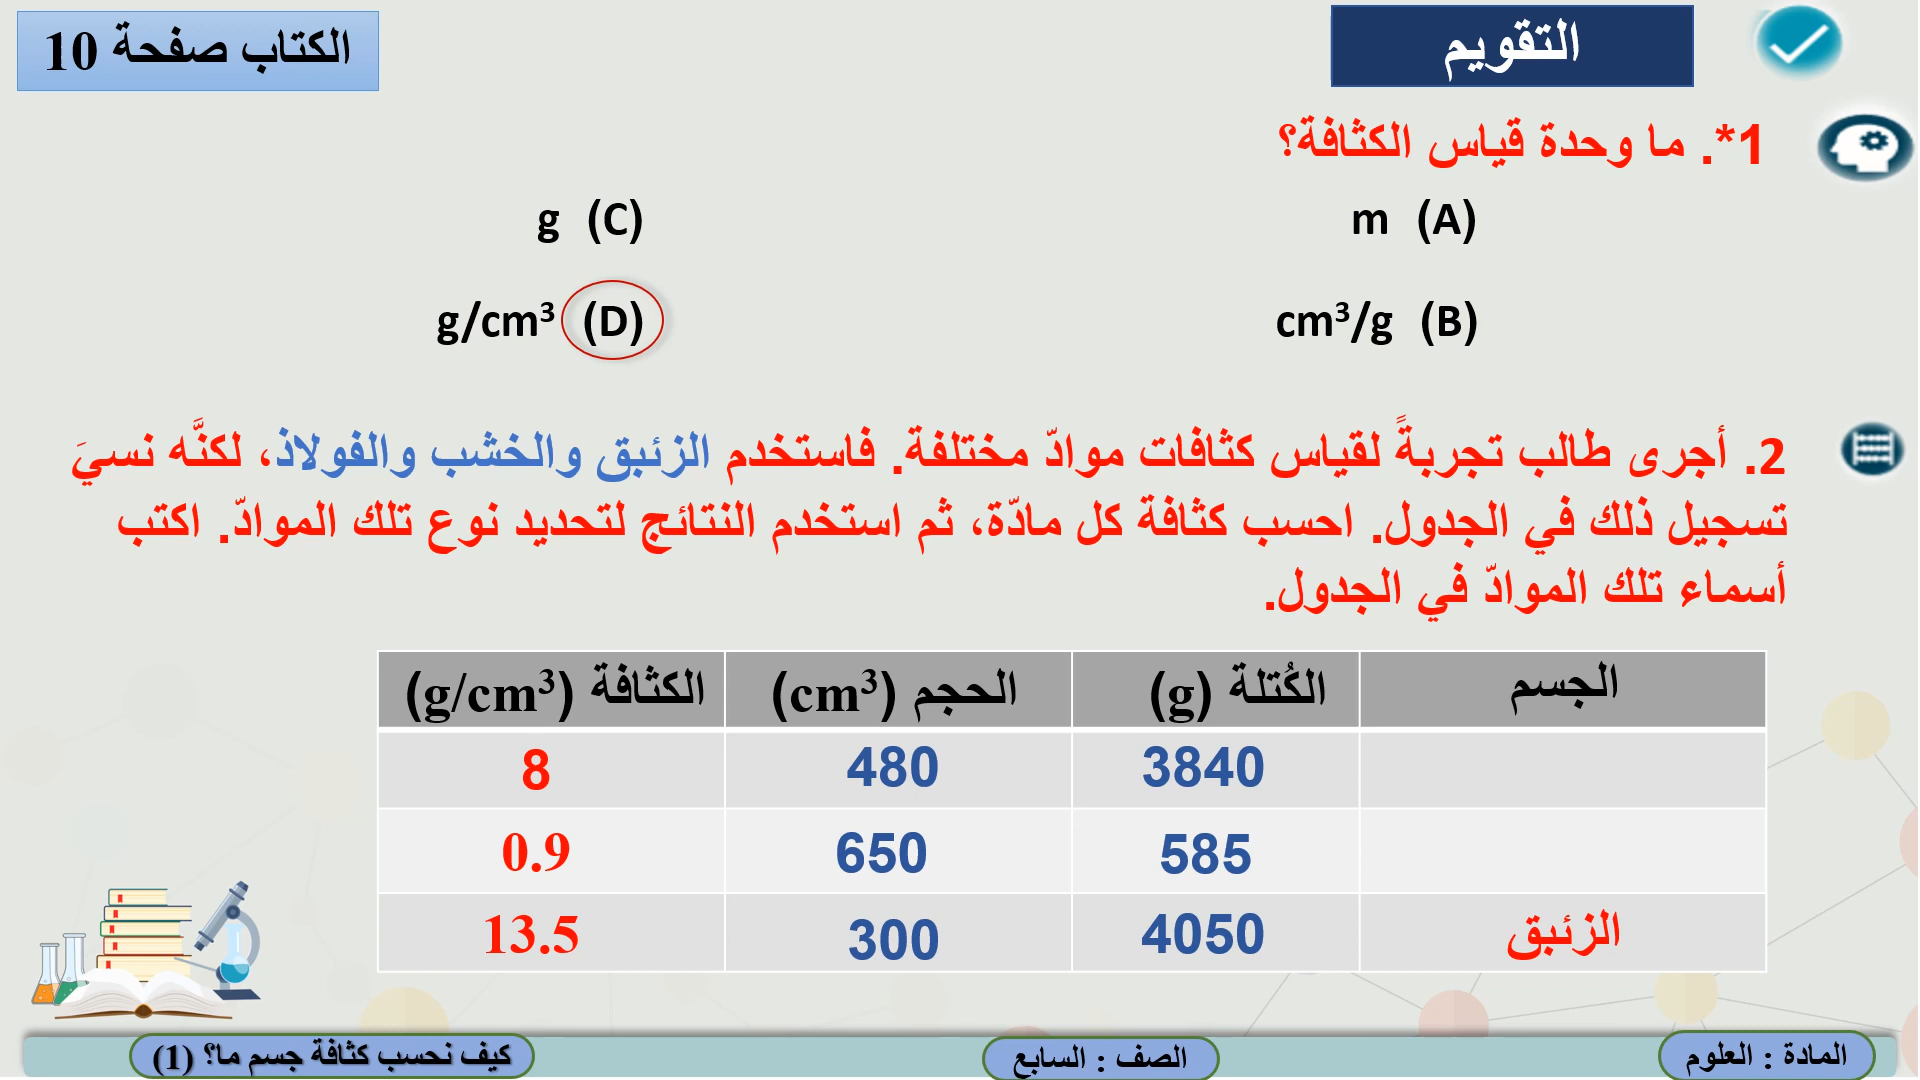 التقويم
الكتاب صفحة 10
1*. ما وحدة قياس الكثافة؟
(A) m
(C) g
(B) cm³/g
(D) g/cm³
2. أجرى طالب تجربةً لقياس كثافات موادّ مختلفة. فاستخدم الزئبق والخشب والفولاذ، لكنَّه نسيَ
تسجيل ذلك في الجدول. احسب كثافة كل مادّة، ثم استخدم النتائج لتحديد نوع تلك الموادّ. اكتب
أسماء تلك الموادّ في الجدول.
الجسم الكُتلة (g) الحجم (cm³) الكثافة (g/cm³)
3840 480 8
585 650 0.9
الزئبق 4050 300 13.5
المادة : العلوم
الصف : السابع
كيف نحسب كثافة جسم ما؟ (1)